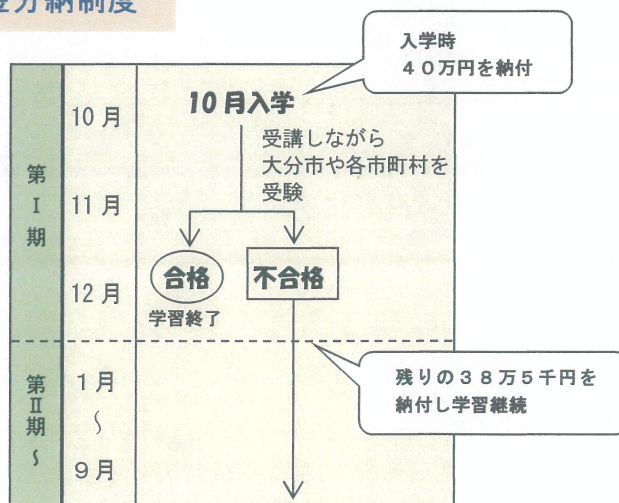 金分納制度
入学時
４０万円を納付
第Ⅰ期
10月
10月入学
受講しながら
大分市や各市町村を
受験
11月
12月
合格
不合格
学習終了
第Ⅱ期～
1月
～
9月
残りの３８万５千円を
納付し学習継続